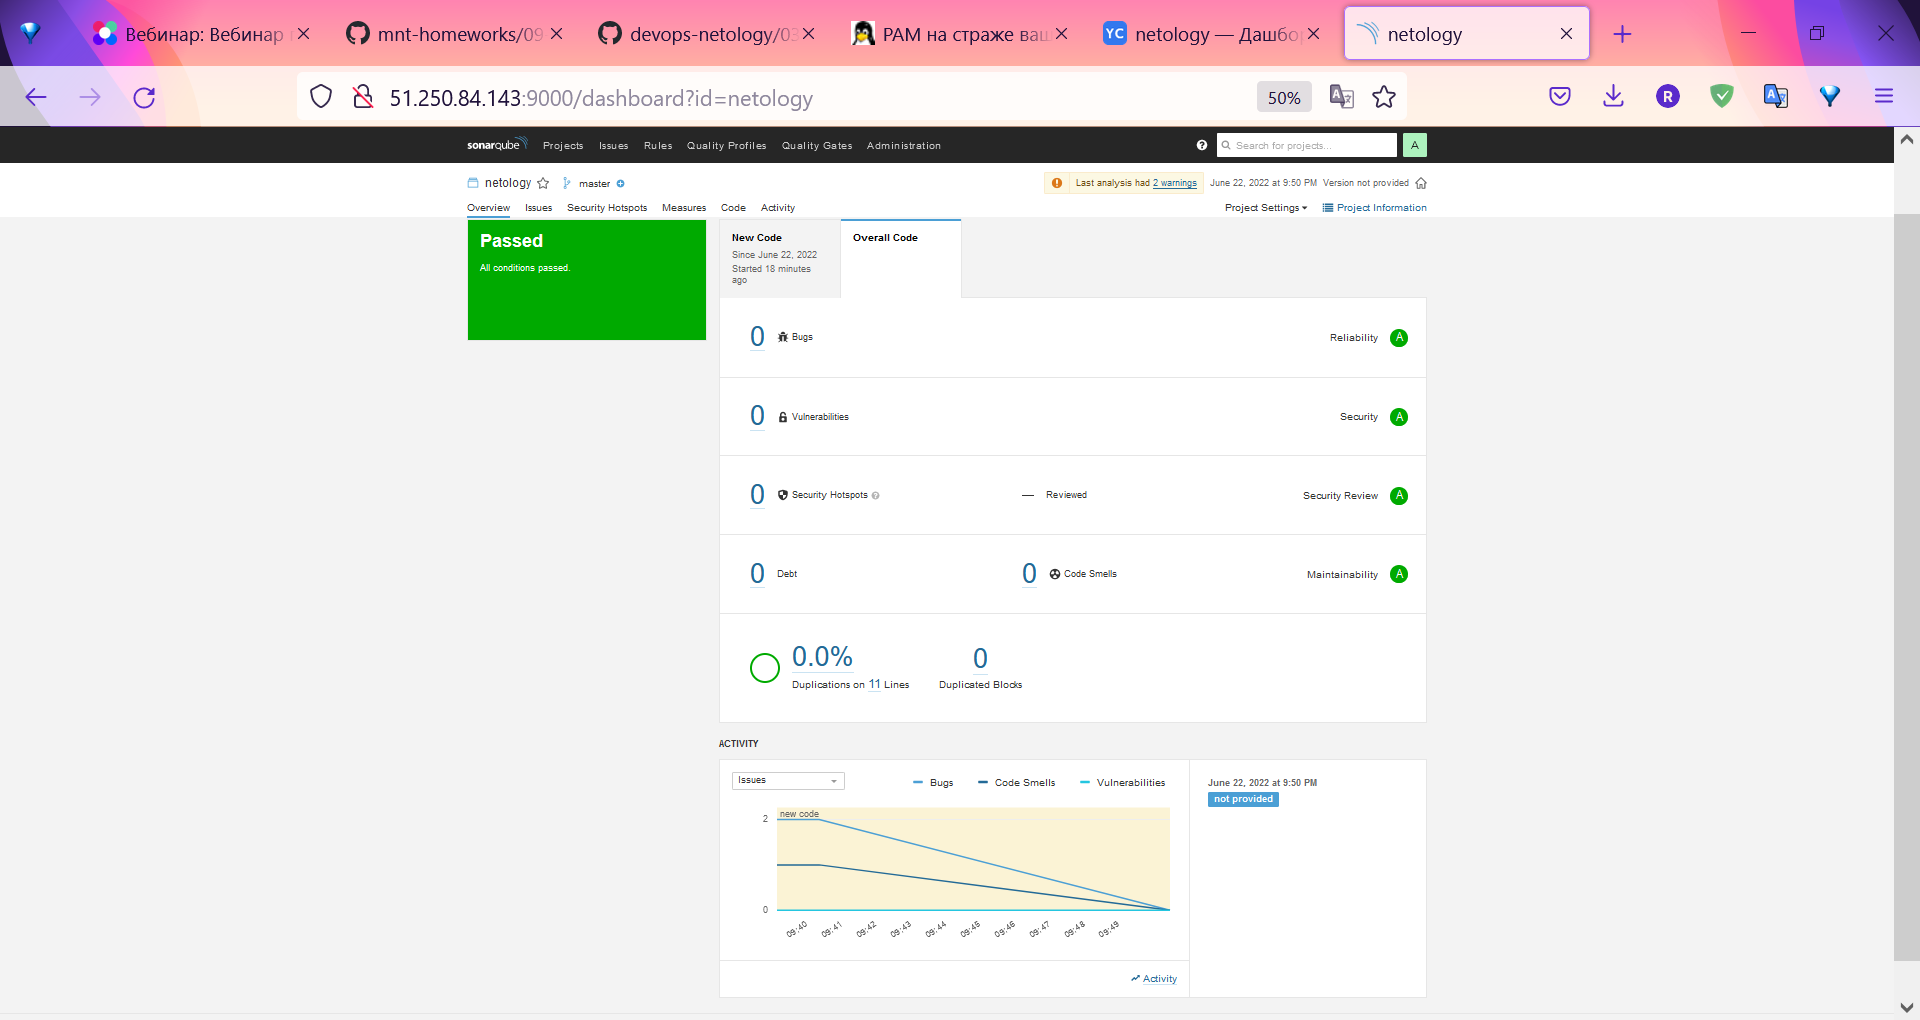 Вебинар: Вебинар
mnt-homeworks/09
devops-netology/03
PAM на страже ваш
YC netology — Дашбо
netology
51.250.84.143:9000/dashboard?id=netology
50%
R
sonarqube Projects Issues Rules Quality Profiles Quality Gates Administration
Search for projects...
A
netology master
Last analysis had 2 warnings June 22, 2022 at 9:50 PM Version not provided
Overview Issues Security Hotspots Measures Code Activity
Project Settings Project Information
Passed
All conditions passed.
New Code
Since June 22, 2022
Started 18 minutes
ago
Overall Code
0 Bugs Reliability A
0 Vulnerabilities Security A
0 Security Hotspots — Reviewed Security Review A
0 Debt 0 Code Smells Maintainability A
0.0% 0
Duplications on 11 Lines Duplicated Blocks
ACTIVITY
Issues Bugs Code Smells Vulnerabilities
June 22, 2022 at 9:50 PM
not provided
new code
2
0
09:40 09:41 09:42 09:43 09:44 09:45 09:46 09:47 09:48 09:49
Activity